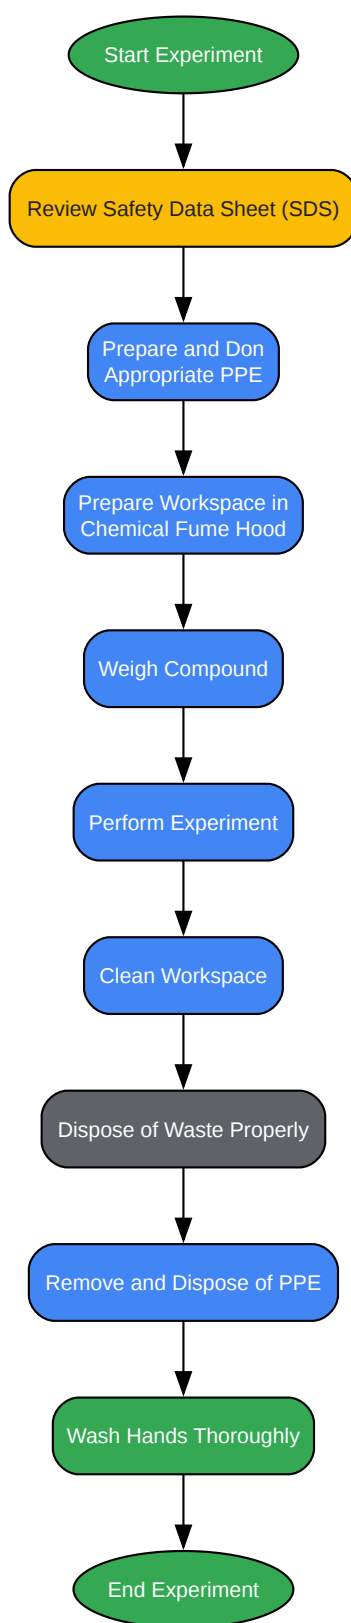 Start Experiment
Review Safety Data Sheet (SDS)
Prepare and Don
Appropriate PPE
Prepare Workspace in
Chemical Fume Hood
Weigh Compound
Perform Experiment
Clean Workspace
Dispose of Waste Properly
Remove and Dispose of PPE
Wash Hands Thoroughly
End Experiment